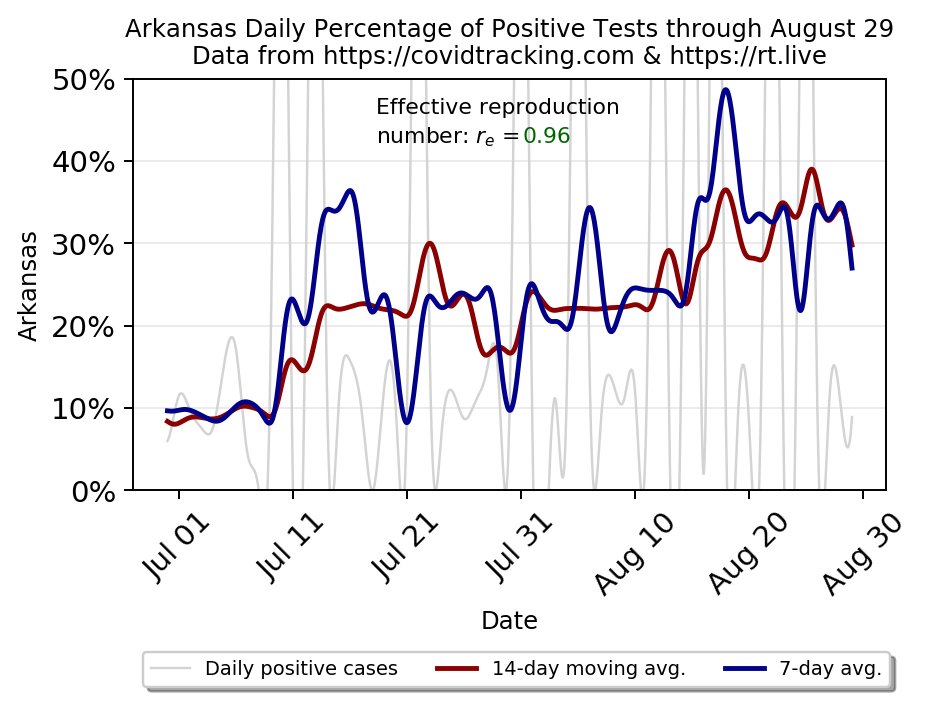 Arkansas Daily Percentage of Positive Tests through August 29
Data from https://covidtracking.com & https://rt.live
Effective reproduction
number: rₑ =0.96
50%
40%
30%
20%
10%
0%
Arkansas
Jul 01
Jul 11
Jul 21
Jul 31
Aug 10
Aug 20
Aug 30
Date
Daily positive cases
14-day moving avg.
7-day avg.